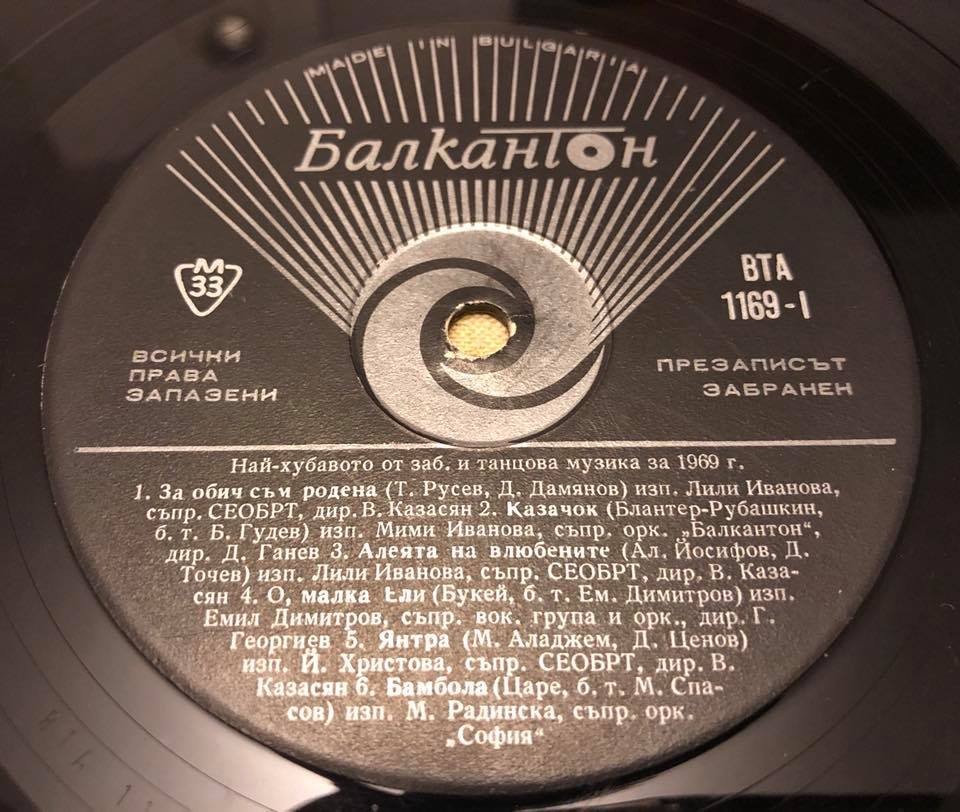 MADE IN BULGARIA
Балкантон
М
33
ВТА
1169-I
ВСИЧКИ
ПРАВА
ЗАПАЗЕНИ
ПРЕЗАПИСЪТ
ЗАБРАНЕН
Най-хубавото от заб. и танцова музика за 1969 г.
1. За обич съм родена (Т. Русев, Д. Дамянов) изп. Лили Иванова,
съпр. СЕОБРТ, дир. В. Казасян 2. Казачок (Блантер-Рубашкин,
б. т. Б. Гудев) изп. Мими Иванова, съпр. орк. „Балкантон“,
дир. Д. Ганев 3. Алеята на влюбените (Ал. Йосифов, Д.
Точев) изп. Лили Иванова, съпр. СЕОБРТ, дир. В. Каза-
сян 4. О, малка Ели (Букей, б. т. Ем. Димитров) изп.
Емил Димитров, съпр. вок. група и орк., дир. Г.
Георгиев 5. Янтра (М. Аладжем, Д. Ценов)
изп. Й. Христова, съпр. СЕОБРТ, дир. В.
Казасян 6. Бамбола (Царе, б. т. М. Спа-
сов) изп. М. Радинска, съпр. орк.
„София“